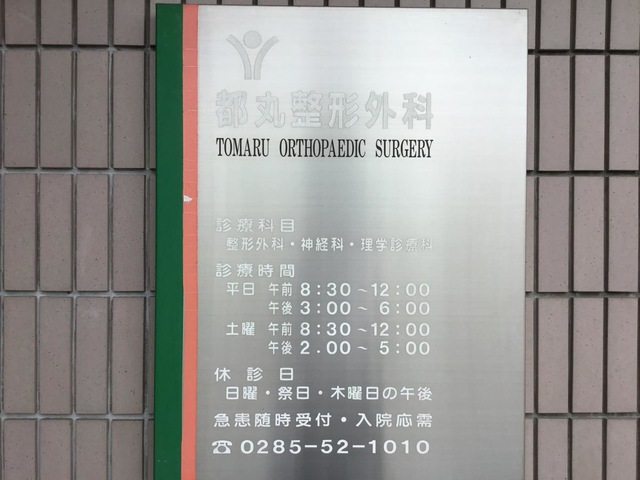 都丸整形外科
TOMARU ORTHOPAEDIC SURGERY
診療科目
整形外科・神経科・理学診療科
診療時間
平日 午前 8:30~12:00
午後 3:00~ 6:00
土曜 午前 8:30~12:00
午後 2.00~ 5:00
休診日
日曜・祭日・木曜日の午後
急患随時受付・入院応需
☎0285-52-1010